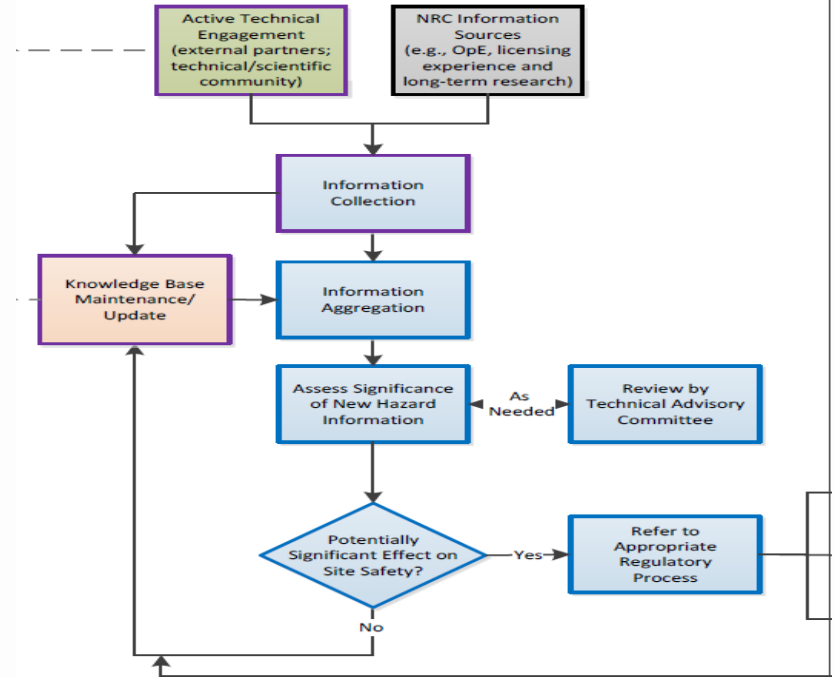 Active Technical
Engagement
(external partners;
technical/scientific
community)
NRC Information
Sources
(e.g., OpE, licensing
experience and
long-term research)
Information
Collection
Knowledge Base
Maintenance/
Update
Information
Aggregation
Assess Significance
of New Hazard
Information
As
Needed
Review by
Technical Advisory
Committee
Potentially
Significant Effect on
Site Safety?
Yes
Refer to
Appropriate
Regulatory
Process
No